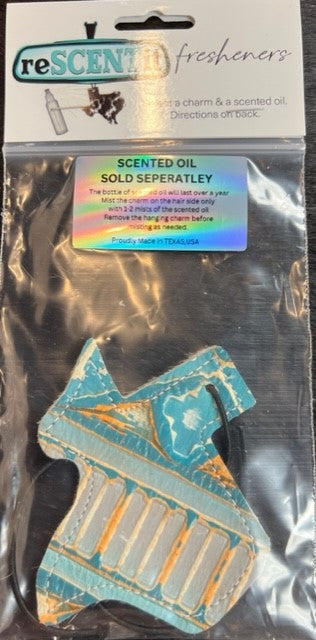 reSCENT it
fresheners
a charm & a scented oil.
Directions on back.
SCENTED OIL
SOLD SEPERATLEY
The bottle of scented oil will last over a year
Mist the charm on the hair side only
with 1-2 mists of the scented oil
Remove the hanging charm before
misting as needed.
Proudly Made in TEXAS,USA